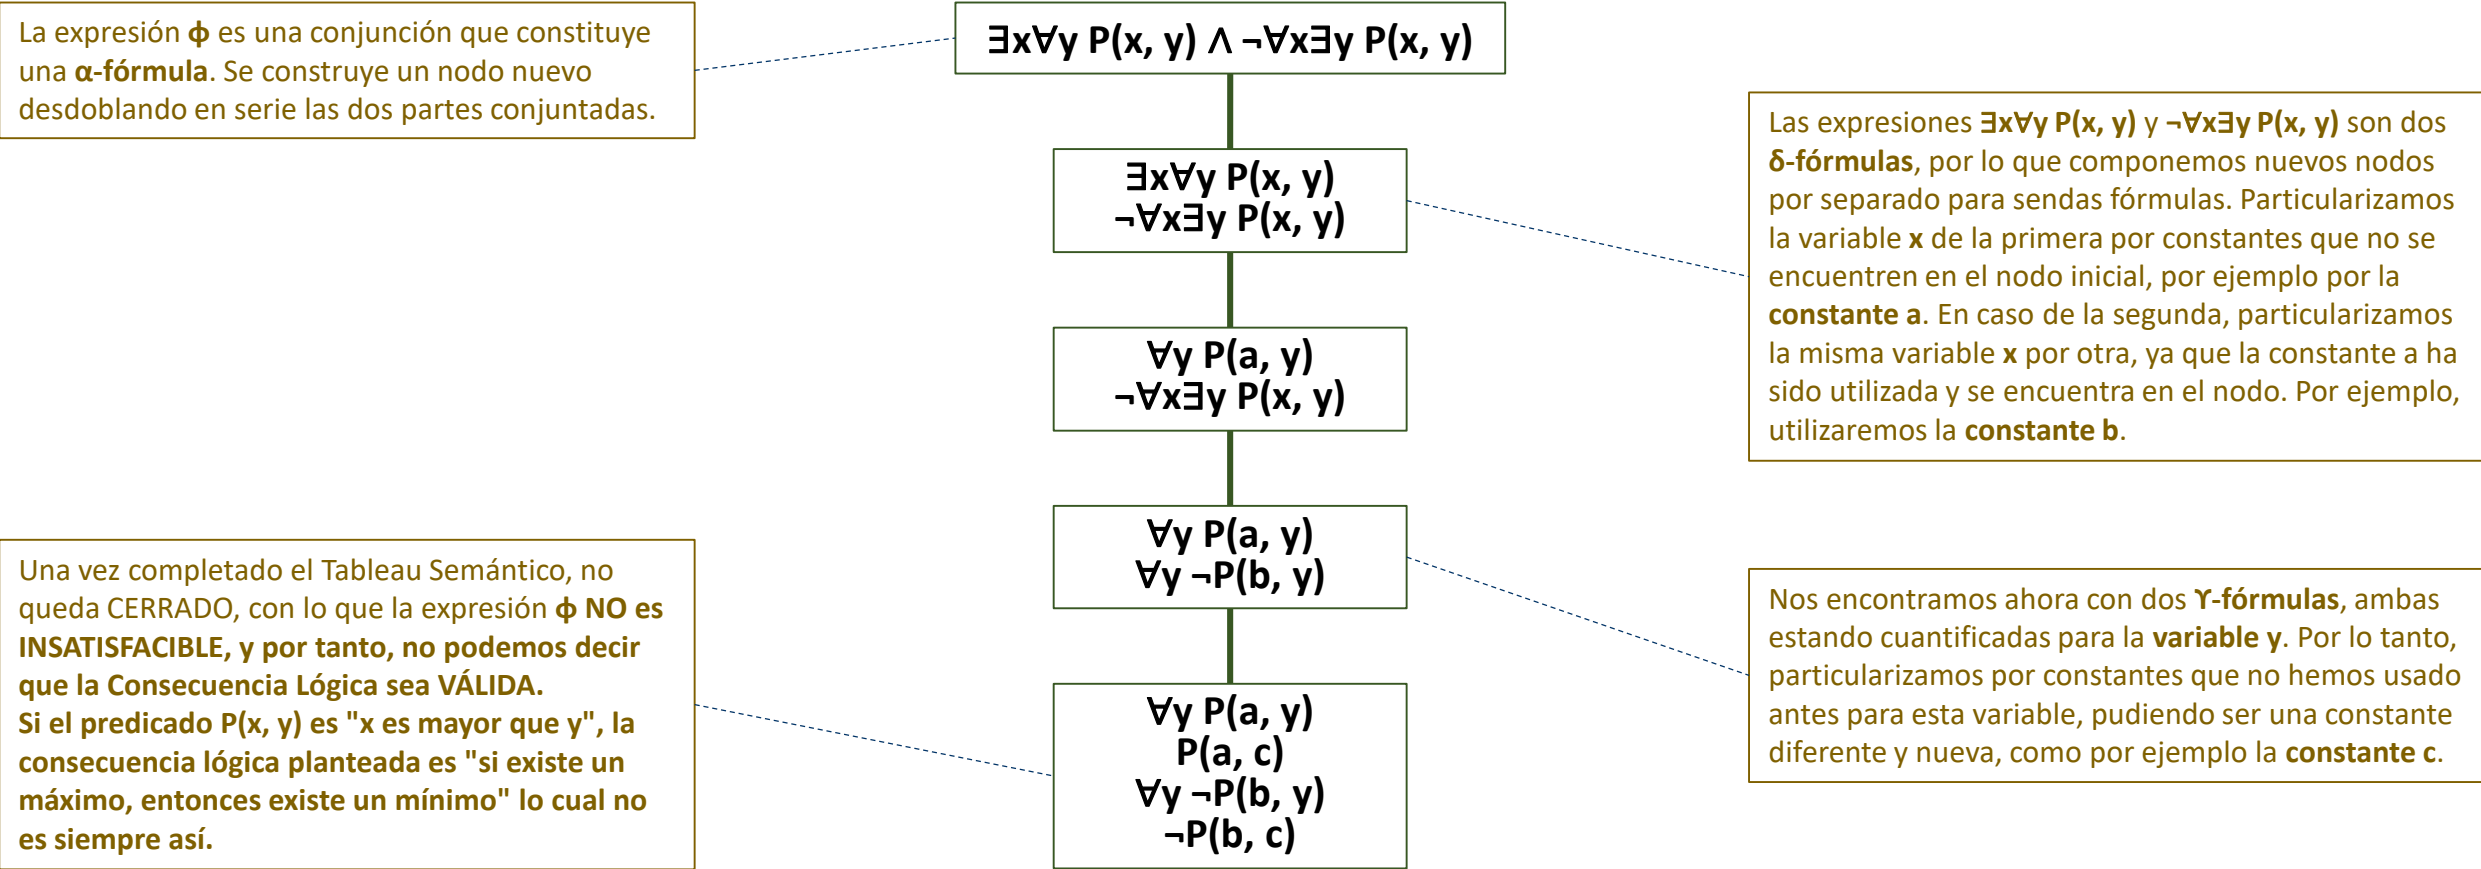 La expresión ϕ es una conjunción que constituye
una α-fórmula. Se construye un nodo nuevo
desdoblando en serie las dos partes conjuntadas.
∃x∀y P(x, y) ∧ ¬∀x∃y P(x, y)
∃x∀y P(x, y)
¬∀x∃y P(x, y)
Las expresiones ∃x∀y P(x, y) y ¬∀x∃y P(x, y) son dos
δ-fórmulas, por lo que componemos nuevos nodos
por separado para sendas fórmulas. Particularizamos
la variable x de la primera por constantes que no se
encuentren en el nodo inicial, por ejemplo por la
constante a. En caso de la segunda, particularizamos
la misma variable x por otra, ya que la constante a ha
sido utilizada y se encuentra en el nodo. Por ejemplo,
utilizaremos la constante b.
∀y P(a, y)
¬∀x∃y P(x, y)
∀y P(a, y)
∀y ¬P(b, y)
Nos encontramos ahora con dos ϒ-fórmulas, ambas
estando cuantificadas para la variable y. Por lo tanto,
particularizamos por constantes que no hemos usado
antes para esta variable, pudiendo ser una constante
diferente y nueva, como por ejemplo la constante c.
∀y P(a, y)
P(a, c)
∀y ¬P(b, y)
¬P(b, c)
Una vez completado el Tableau Semántico, no
queda CERRADO, con lo que la expresión ϕ NO es
INSATISFACIBLE, y por tanto, no podemos decir
que la Consecuencia Lógica sea VÁLIDA.
Si el predicado P(x, y) es "x es mayor que y", la
consecuencia lógica planteada es "si existe un
máximo, entonces existe un mínimo" lo cual no
es siempre así.